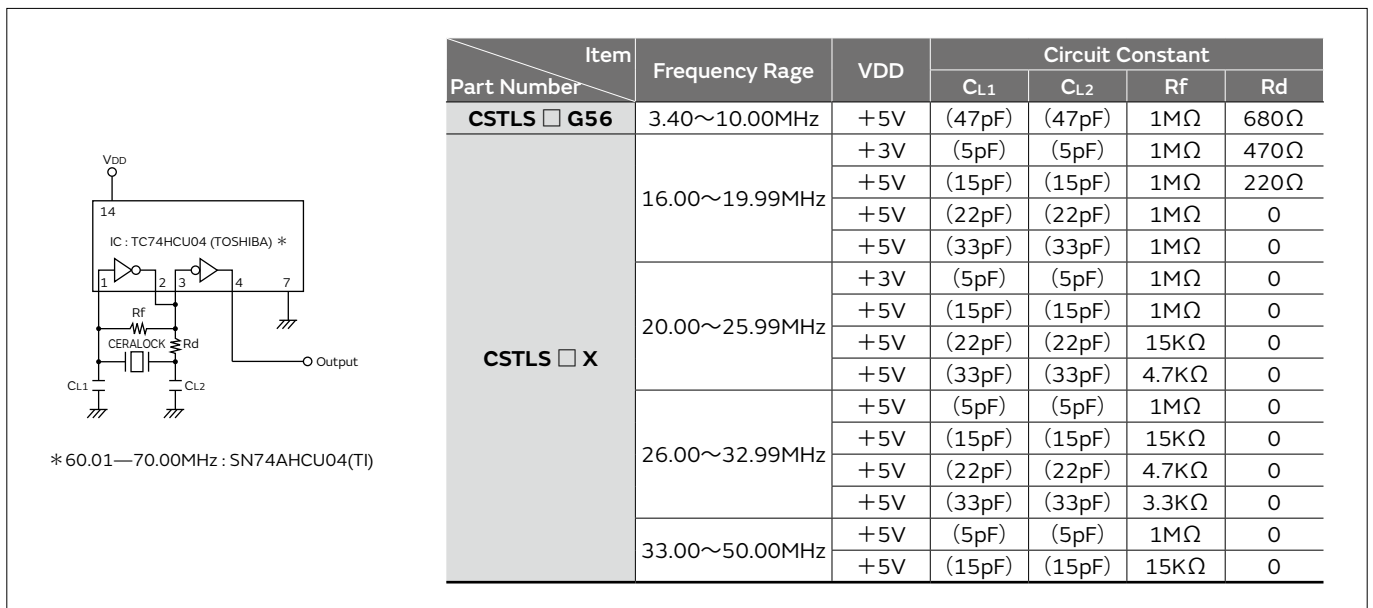 VDD
14
IC : TC74HCU04 (TOSHIBA) ＊
1 2 3 4 7
Rf
CERALOCK Rd
Output
CL1 CL2
＊60.01—70.00MHz : SN74AHCU04(TI)
Item
Part Number
Frequency Rage VDD Circuit Constant
CL1 CL2 Rf Rd
CSTLS □ G56 3.40～10.00MHz ＋5V (47pF) (47pF) 1MΩ 680Ω
CSTLS □ X
16.00～19.99MHz
＋3V (5pF) (5pF) 1MΩ 470Ω
＋5V (15pF) (15pF) 1MΩ 220Ω
＋5V (22pF) (22pF) 1MΩ 0
＋5V (33pF) (33pF) 1MΩ 0
20.00～25.99MHz
＋3V (5pF) (5pF) 1MΩ 0
＋5V (15pF) (15pF) 1MΩ 0
＋5V (22pF) (22pF) 15KΩ 0
＋5V (33pF) (33pF) 4.7KΩ 0
26.00～32.99MHz
＋5V (5pF) (5pF) 1MΩ 0
＋5V (15pF) (15pF) 15KΩ 0
＋5V (22pF) (22pF) 4.7KΩ 0
＋5V (33pF) (33pF) 3.3KΩ 0
33.00～50.00MHz
＋5V (5pF) (5pF) 1MΩ 0
＋5V (15pF) (15pF) 15KΩ 0